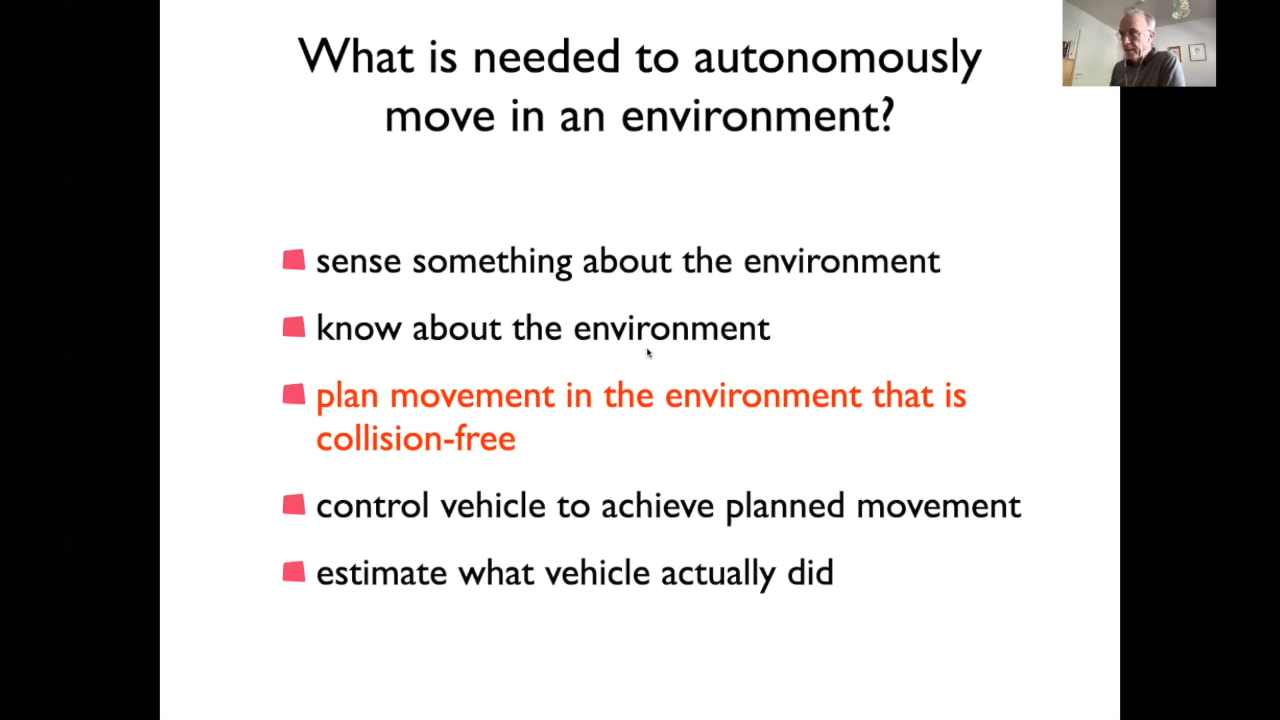 What is needed to autonomously
move in an environment?
sense something about the environment
know about the environment
plan movement in the environment that is
collision-free
control vehicle to achieve planned movement
estimate what vehicle actually did